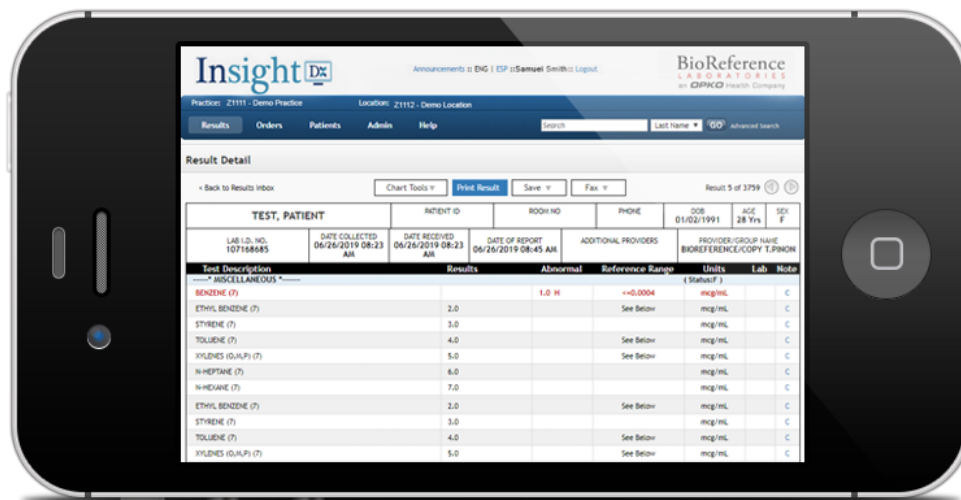 Insight Dx
Announcements :: ENG | ESP ::Samuel Smith:: Logout
BioReference
LABORATORIES
an OPKO Health Company
Practice: Z1111 - Demo Practice Location: Z1112 - Demo Location
Results Orders Patients Admin Help Search Last Name GO Advanced Search
Result Detail
« Back to Results Inbox Chart Tools Print Result Save Fax Result 5 of 3759
TEST, PATIENT PATIENT ID ROOM NO PHONE DOB 01/02/1991 AGE 28 Yrs SEX F
LAB I.D. NO. 107168685 DATE COLLECTED 06/26/2019 08:23 AM DATE RECEIVED 06/26/2019 08:23 AM DATE OF REPORT 06/26/2019 08:45 AM ADDITIONAL PROVIDERS PROVIDER/GROUP NAME BIOREFERENCE/COPY T.PINON
Test Description Results Abnormal Reference Range Units Lab Note
-----* MISCELLANEOUS *------ ( Status:F )
BENZENE (7) 1.0 H <=0.0004 mcg/mL C
ETHYL BENZENE (7) 2.0 See Below mcg/mL C
STYRENE (7) 3.0 mcg/mL C
TOLUENE (7) 4.0 See Below mcg/mL C
XYLENES (O,M,P) (7) 5.0 See Below mcg/mL C
N-HEPTANE (7) 6.0 mcg/mL C
N-HEXANE (7) 7.0 mcg/mL C
ETHYL BENZENE (7) 2.0 See Below mcg/mL C
STYRENE (7) 3.0 mcg/mL C
TOLUENE (7) 4.0 See Below mcg/mL C
XYLENES (O,M,P) (7) 5.0 See Below mcg/mL C